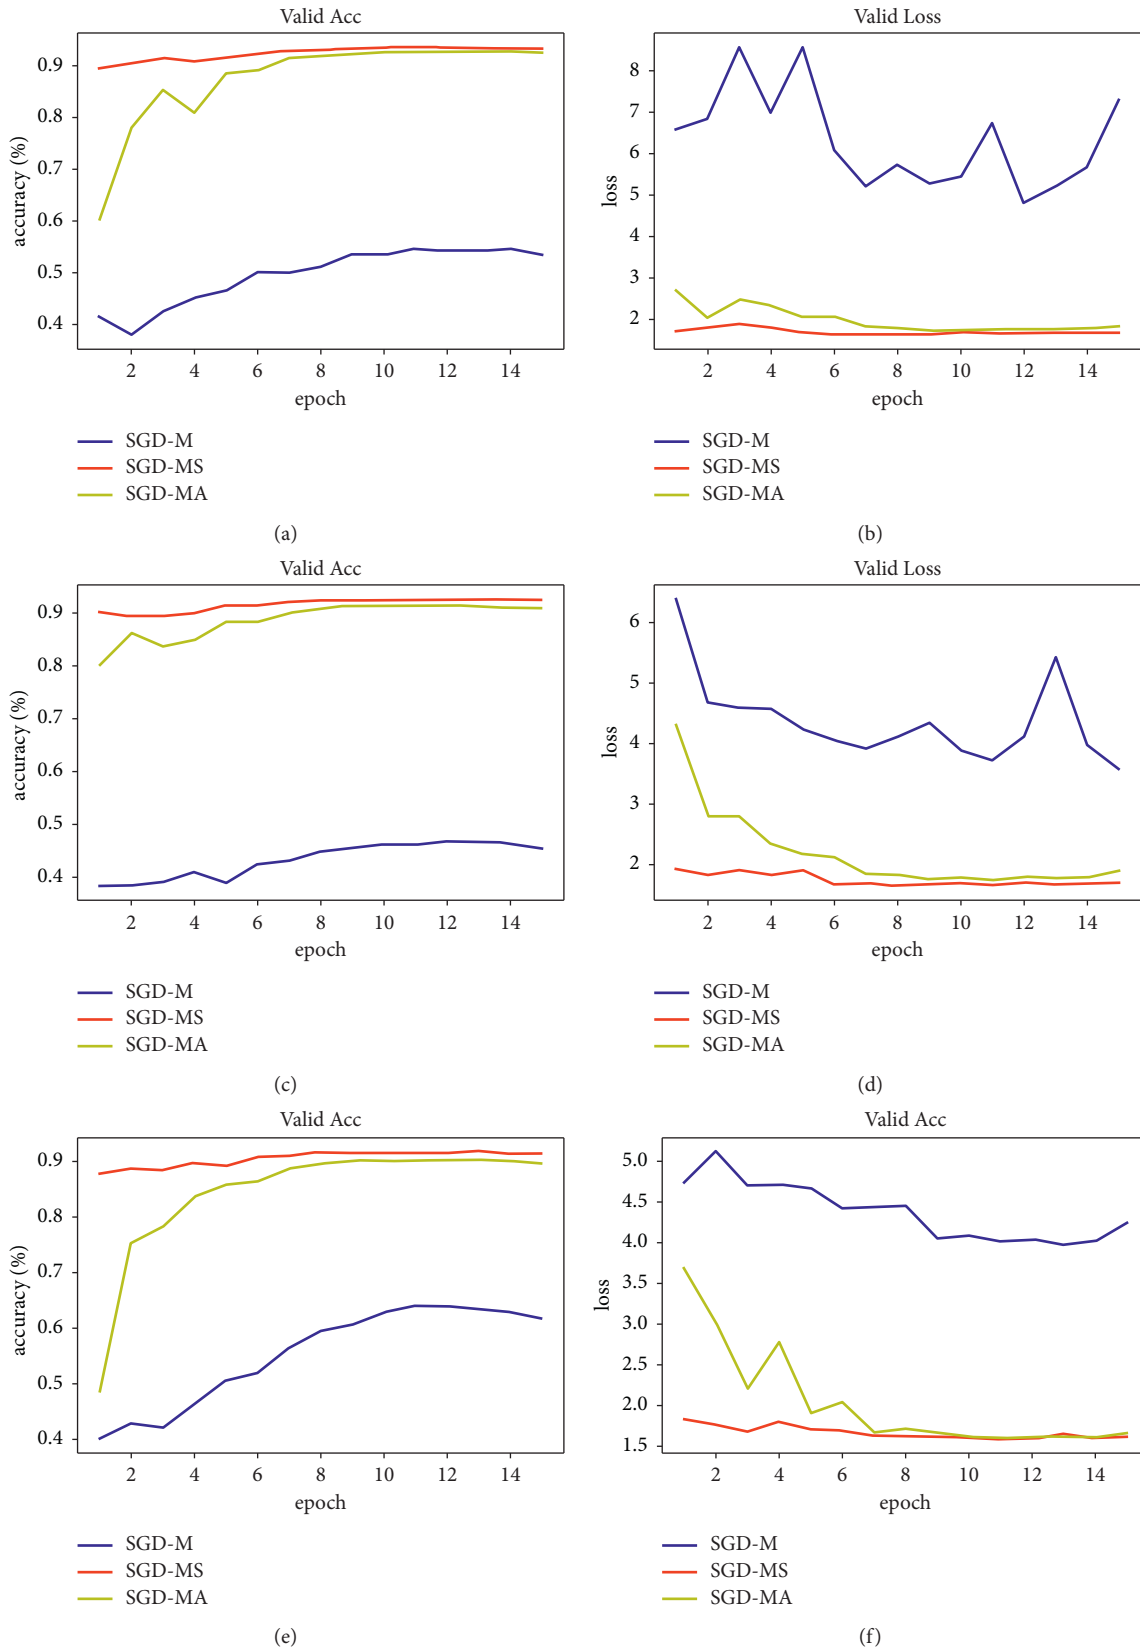 Valid Acc
accuracy (%)
0.9
0.8
0.7
0.6
0.5
0.4
2 4 6 8 10 12 14
epoch
SGD-M
SGD-MS
SGD-MA
(a)
Valid Loss
loss
8
7
6
5
4
3
2
2 4 6 8 10 12 14
epoch
SGD-M
SGD-MS
SGD-MA
(b)
Valid Acc
accuracy (%)
0.9
0.8
0.7
0.6
0.5
0.4
2 4 6 8 10 12 14
epoch
SGD-M
SGD-MS
SGD-MA
(c)
Valid Loss
loss
6
5
4
3
2
2 4 6 8 10 12 14
epoch
SGD-M
SGD-MS
SGD-MA
(d)
Valid Acc
accuracy (%)
0.9
0.8
0.7
0.6
0.5
0.4
2 4 6 8 10 12 14
epoch
SGD-M
SGD-MS
SGD-MA
(e)
Valid Acc
loss
5.0
4.5
4.0
3.5
3.0
2.5
2.0
1.5
2 4 6 8 10 12 14
epoch
SGD-M
SGD-MS
SGD-MA
(f)